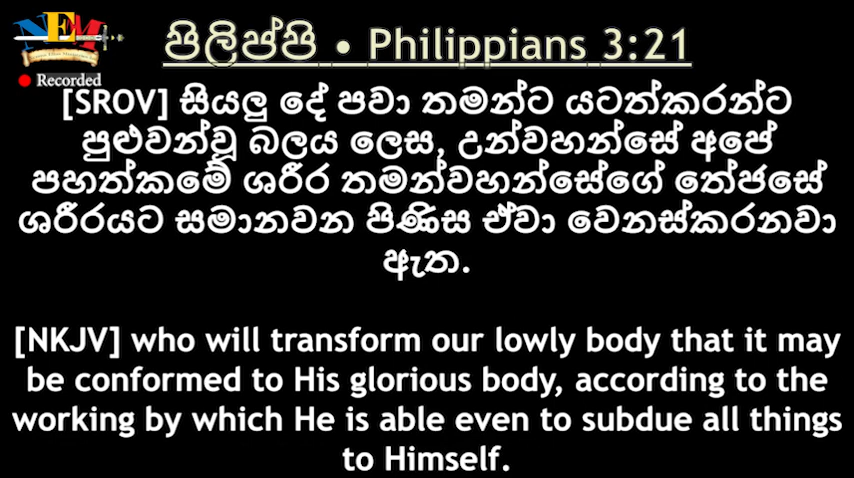 NEM
Recorded
පිලිප්පි • Philippians 3:21
[SROV] සියලු දේ පවා තමන්ට යටත්කරන්ට
පුළුවන්වූ බලය ලෙස, උන්වහන්සේ අපේ
පහත්කමේ ශරීර තමන්වහන්සේගේ තේජසේ
ශරීරයට සමානවන පිණිස ඒවා වෙනස්කරනවා
ඇත.
[NKJV] who will transform our lowly body that it may
be conformed to His glorious body, according to the
working by which He is able even to subdue all things
to Himself.